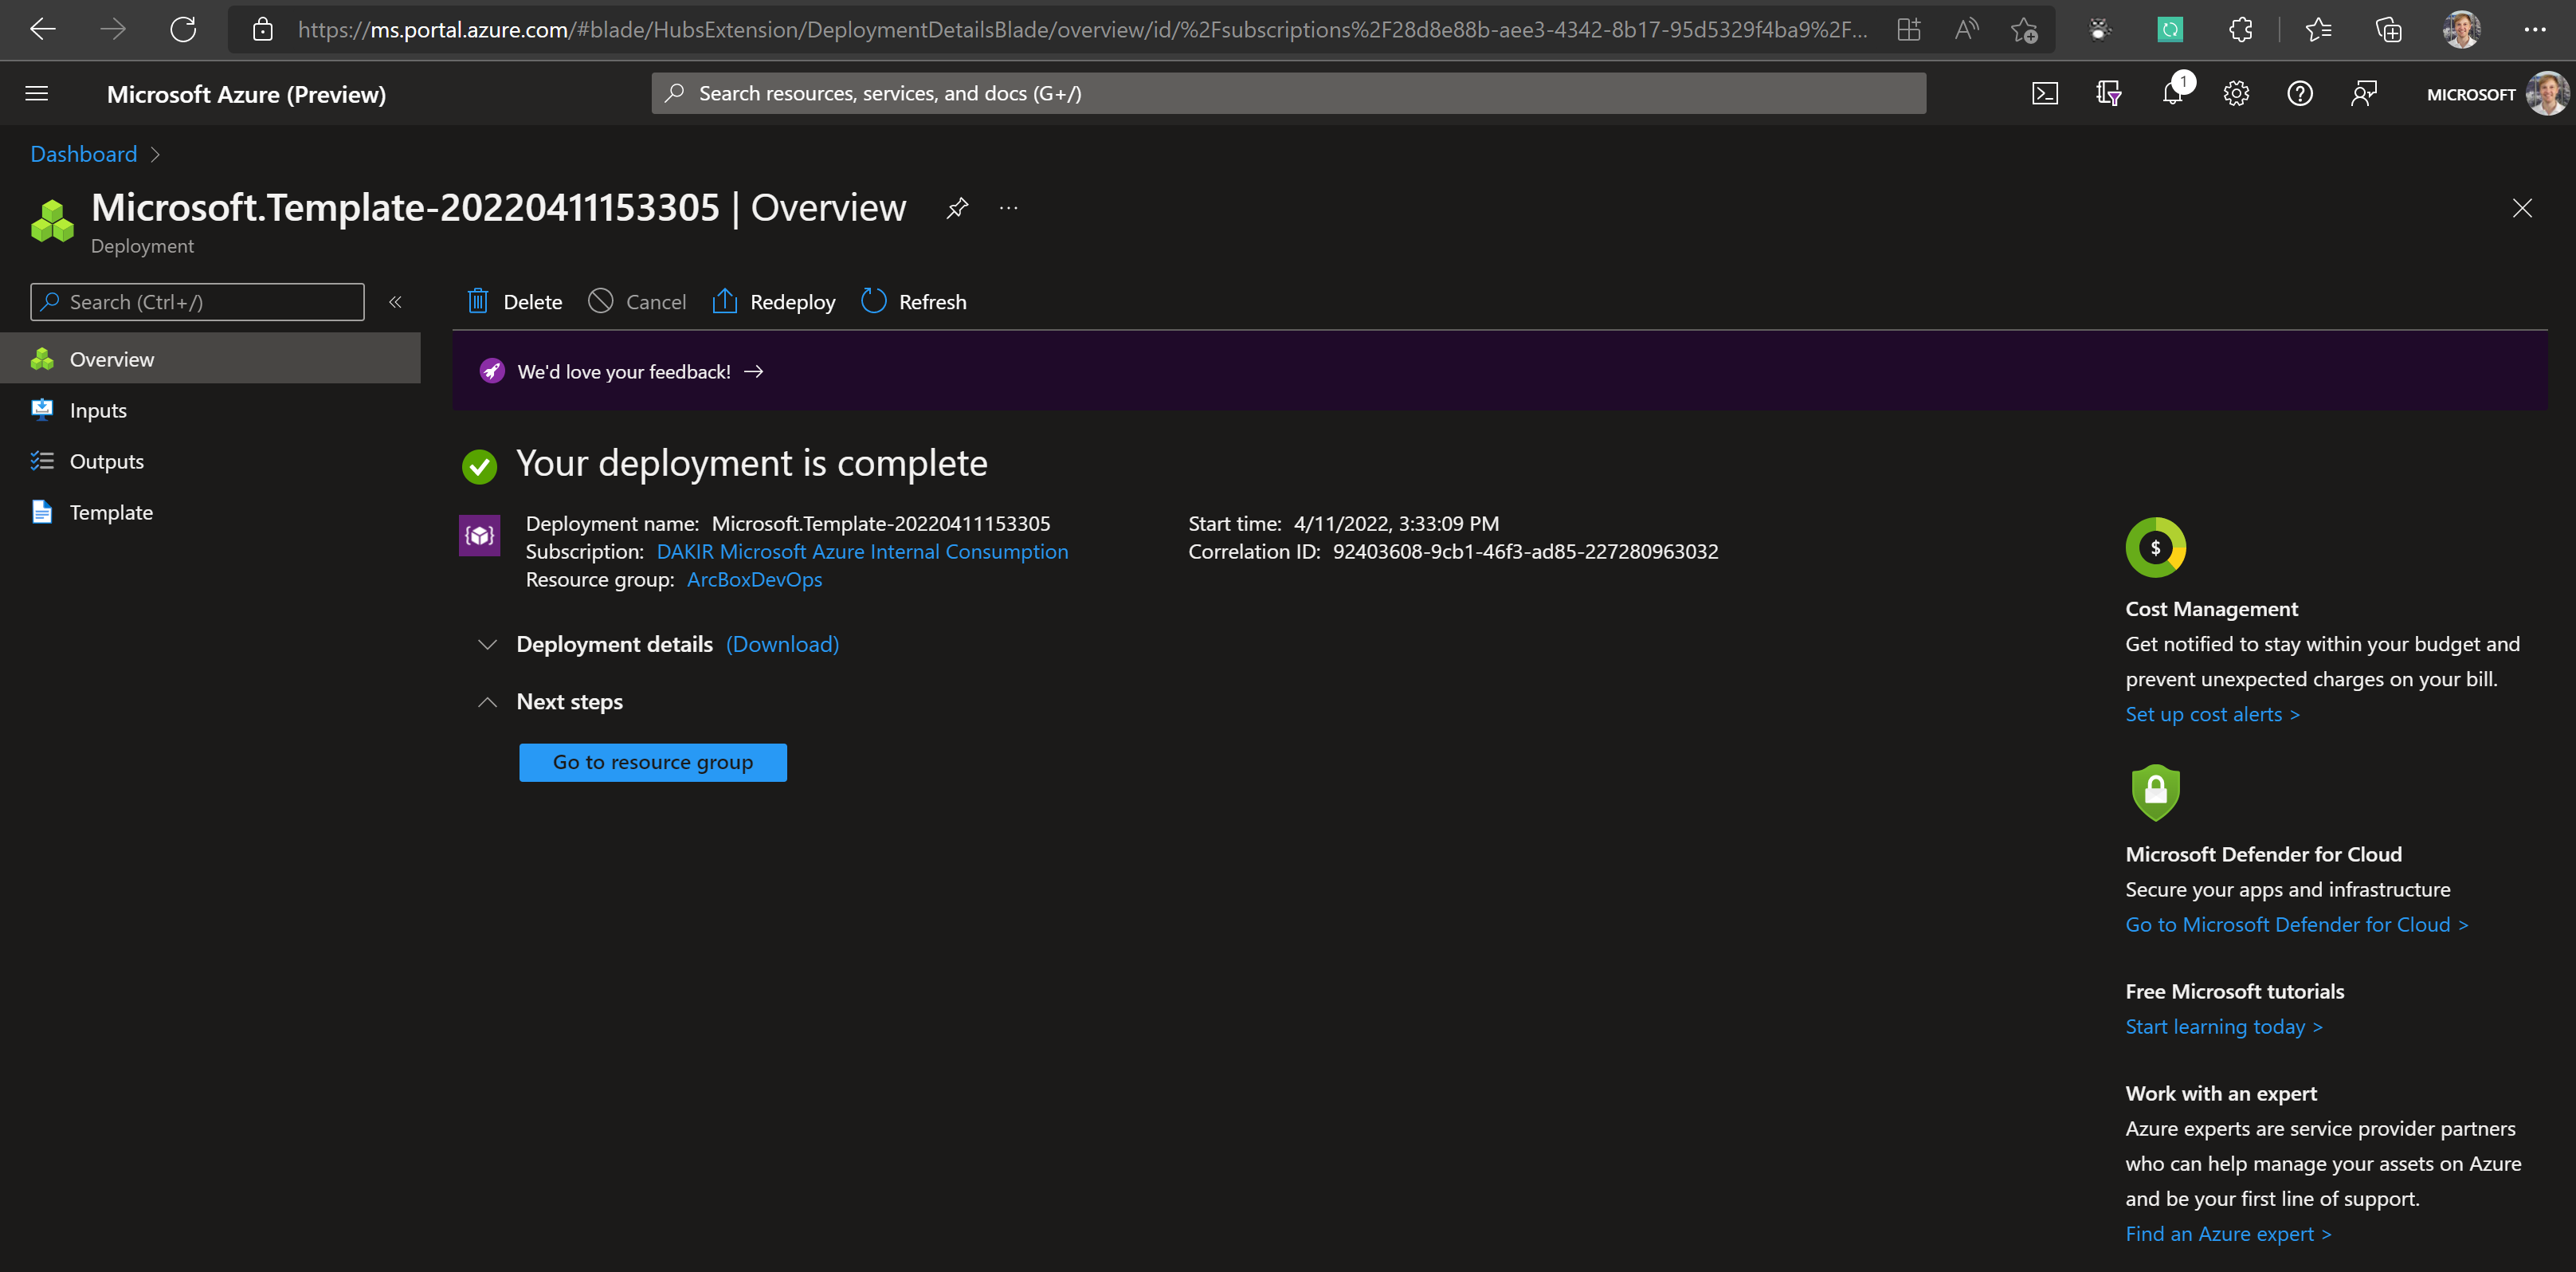 https://ms.portal.azure.com/#blade/HubsExtension/DeploymentDetailsBlade/overview/id/%2Fsubscriptions%2F28d8e88b-aee3-4342-8b17-95d5329f4ba9%2F...
Microsoft Azure (Preview)
Search resources, services, and docs (G+/)
1
MICROSOFT
Dashboard
Microsoft.Template-20220411153305 | Overview
Deployment
Search (Ctrl+/)
Delete
Cancel
Redeploy
Refresh
Overview
Inputs
Outputs
Template
We'd love your feedback! →
Your deployment is complete
Deployment name: Microsoft.Template-20220411153305
Subscription: DAKIR Microsoft Azure Internal Consumption
Resource group: ArcBoxDevOps
Start time: 4/11/2022, 3:33:09 PM
Correlation ID: 92403608-9cb1-46f3-ad85-227280963032
Deployment details (Download)
Next steps
Go to resource group
$
Cost Management
Get notified to stay within your budget and
prevent unexpected charges on your bill.
Set up cost alerts >
Microsoft Defender for Cloud
Secure your apps and infrastructure
Go to Microsoft Defender for Cloud >
Free Microsoft tutorials
Start learning today >
Work with an expert
Azure experts are service provider partners
who can help manage your assets on Azure
and be your first line of support.
Find an Azure expert >